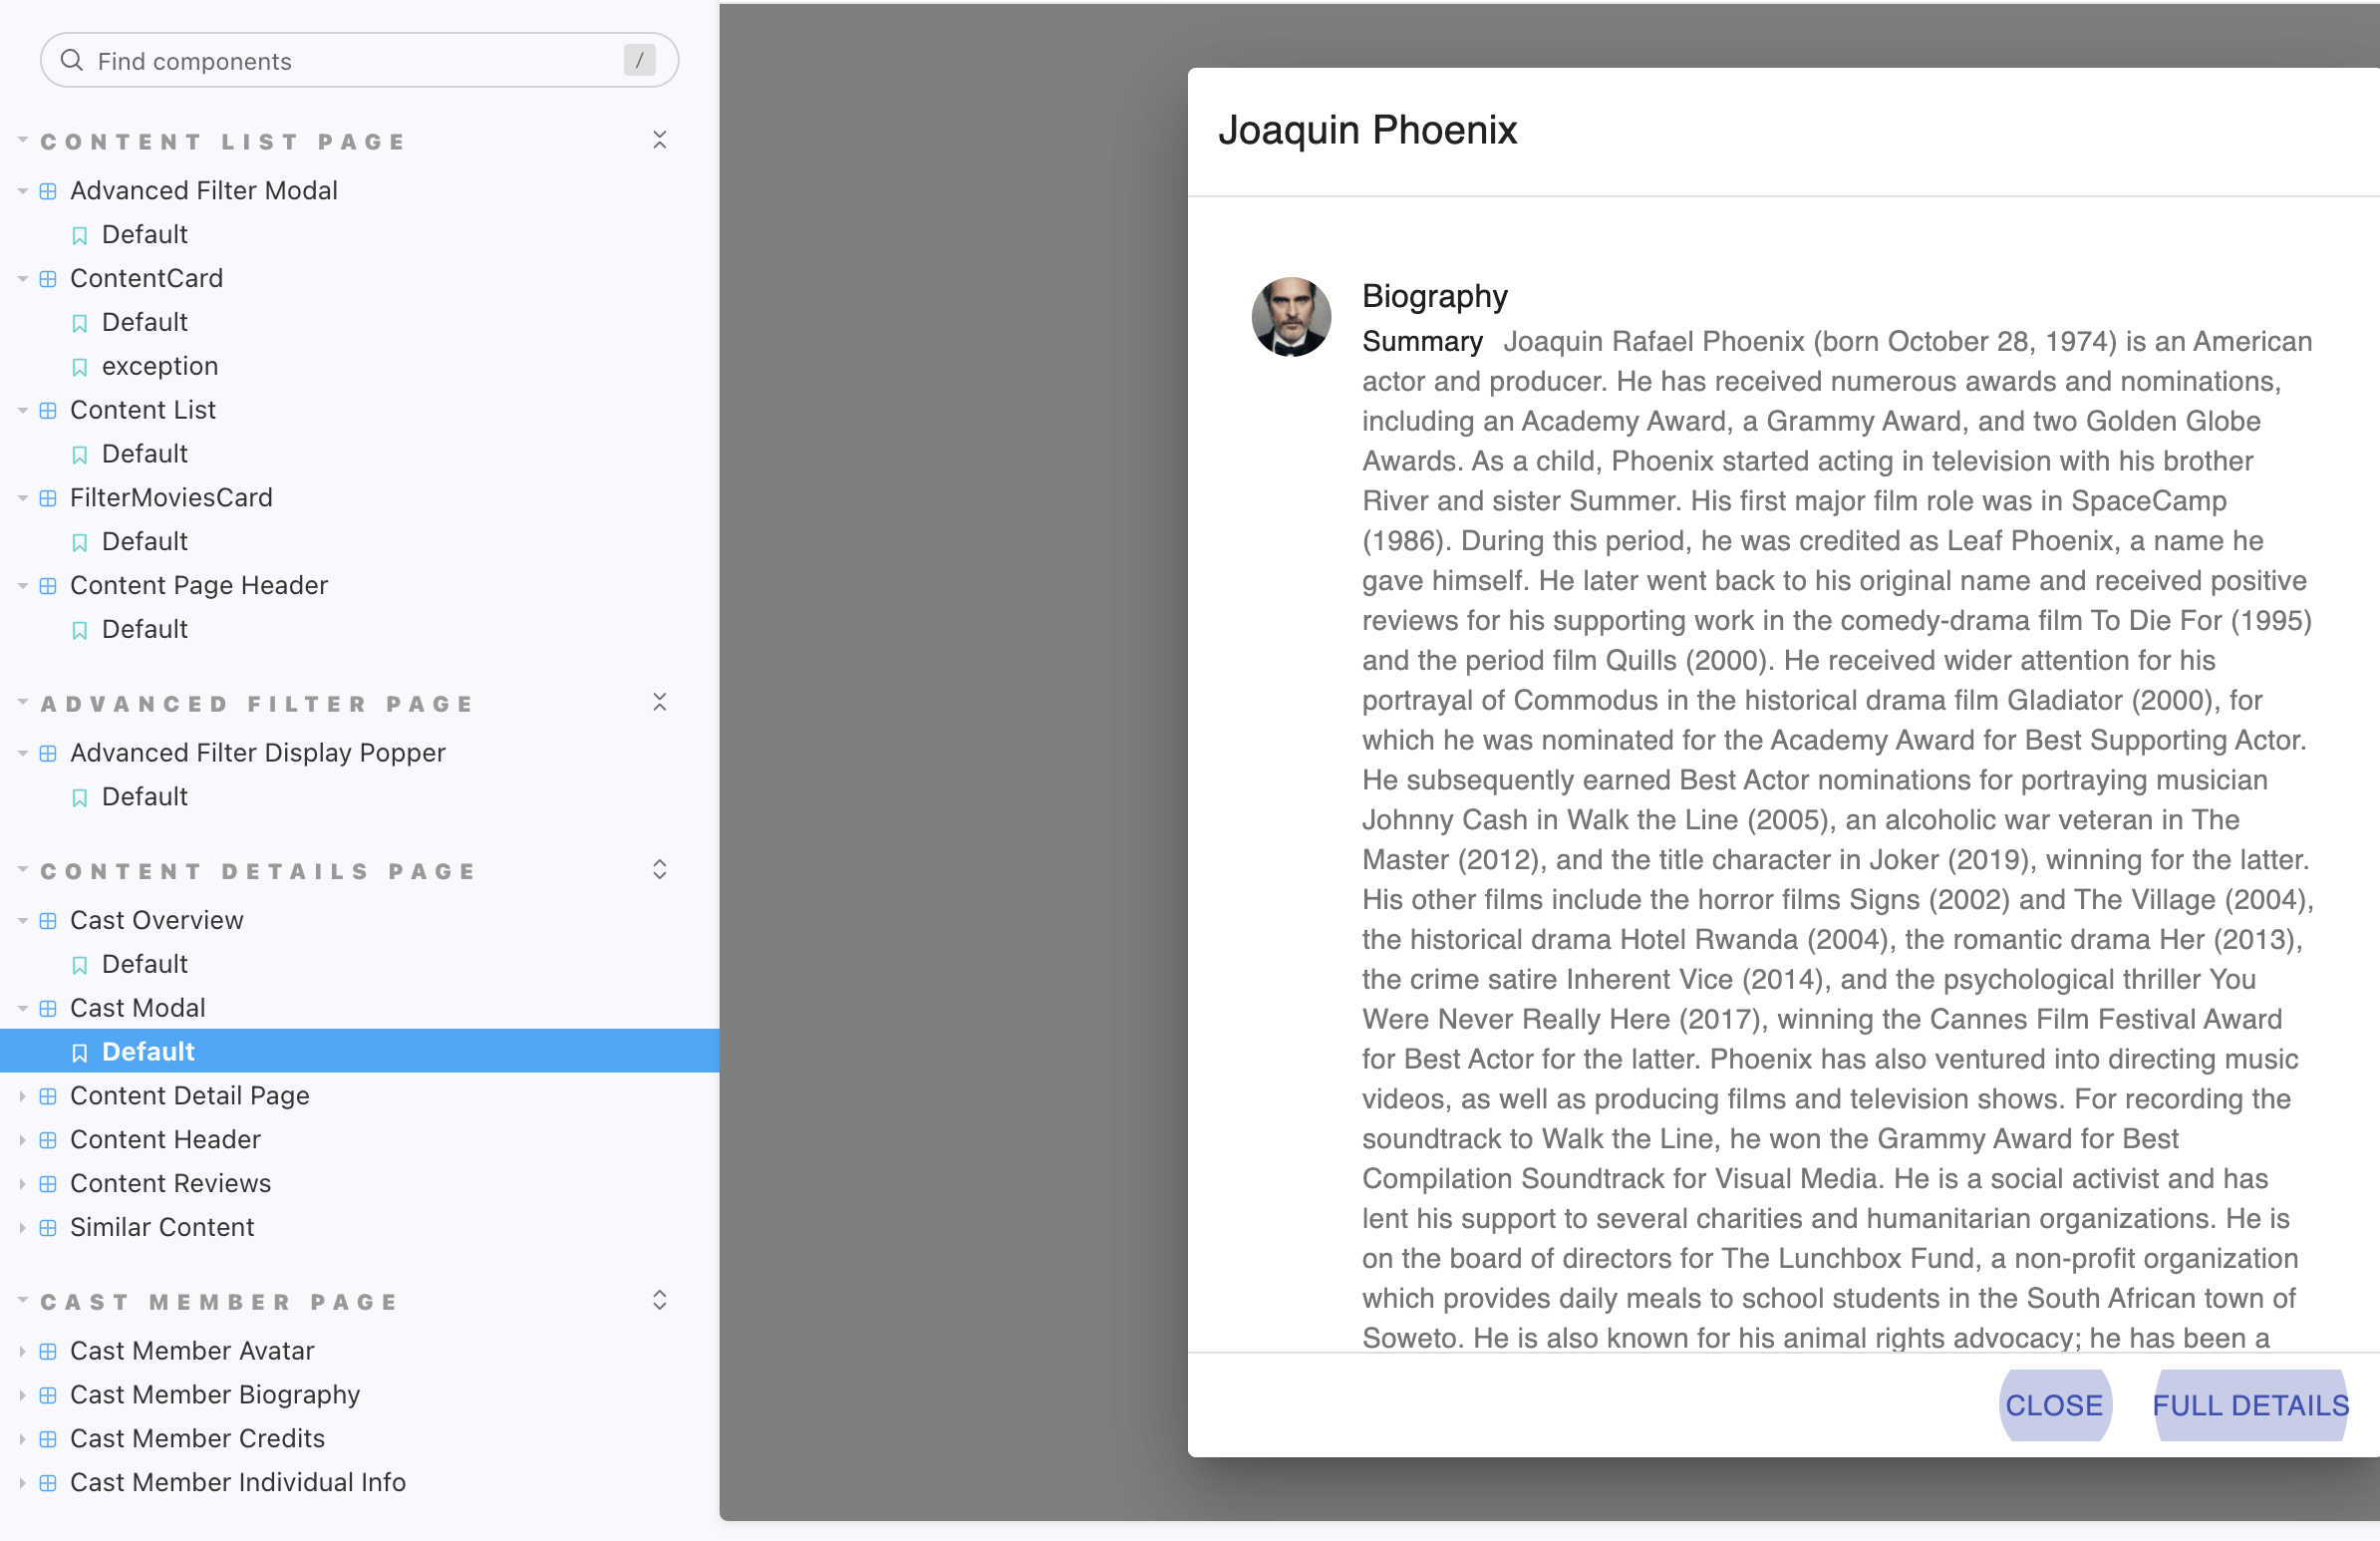 Find components
/
CONTENT LIST PAGE
Advanced Filter Modal
Default
ContentCard
Default
exception
Content List
Default
FilterMoviesCard
Default
Content Page Header
Default
ADVANCED FILTER PAGE
Advanced Filter Display Popper
Default
CONTENT DETAILS PAGE
Cast Overview
Default
Cast Modal
Default
Content Detail Page
Content Header
Content Reviews
Similar Content
CAST MEMBER PAGE
Cast Member Avatar
Cast Member Biography
Cast Member Credits
Cast Member Individual Info
Joaquin Phoenix
Biography
Summary Joaquin Rafael Phoenix (born October 28, 1974) is an American
actor and producer. He has received numerous awards and nominations,
including an Academy Award, a Grammy Award, and two Golden Globe
Awards. As a child, Phoenix started acting in television with his brother
River and sister Summer. His first major film role was in SpaceCamp
(1986). During this period, he was credited as Leaf Phoenix, a name he
gave himself. He later went back to his original name and received positive
reviews for his supporting work in the comedy-drama film To Die For (1995)
and the period film Quills (2000). He received wider attention for his
portrayal of Commodus in the historical drama film Gladiator (2000), for
which he was nominated for the Academy Award for Best Supporting Actor.
He subsequently earned Best Actor nominations for portraying musician
Johnny Cash in Walk the Line (2005), an alcoholic war veteran in The
Master (2012), and the title character in Joker (2019), winning for the latter.
His other films include the horror films Signs (2002) and The Village (2004),
the historical drama Hotel Rwanda (2004), the romantic drama Her (2013),
the crime satire Inherent Vice (2014), and the psychological thriller You
Were Never Really Here (2017), winning the Cannes Film Festival Award
for Best Actor for the latter. Phoenix has also ventured into directing music
videos, as well as producing films and television shows. For recording the
soundtrack to Walk the Line, he won the Grammy Award for Best
Compilation Soundtrack for Visual Media. He is a social activist and has
lent his support to several charities and humanitarian organizations. He is
on the board of directors for The Lunchbox Fund, a non-profit organization
which provides daily meals to school students in the South African town of
Soweto. He is also known for his animal rights advocacy; he has been a
CLOSE
FULL DETAILS